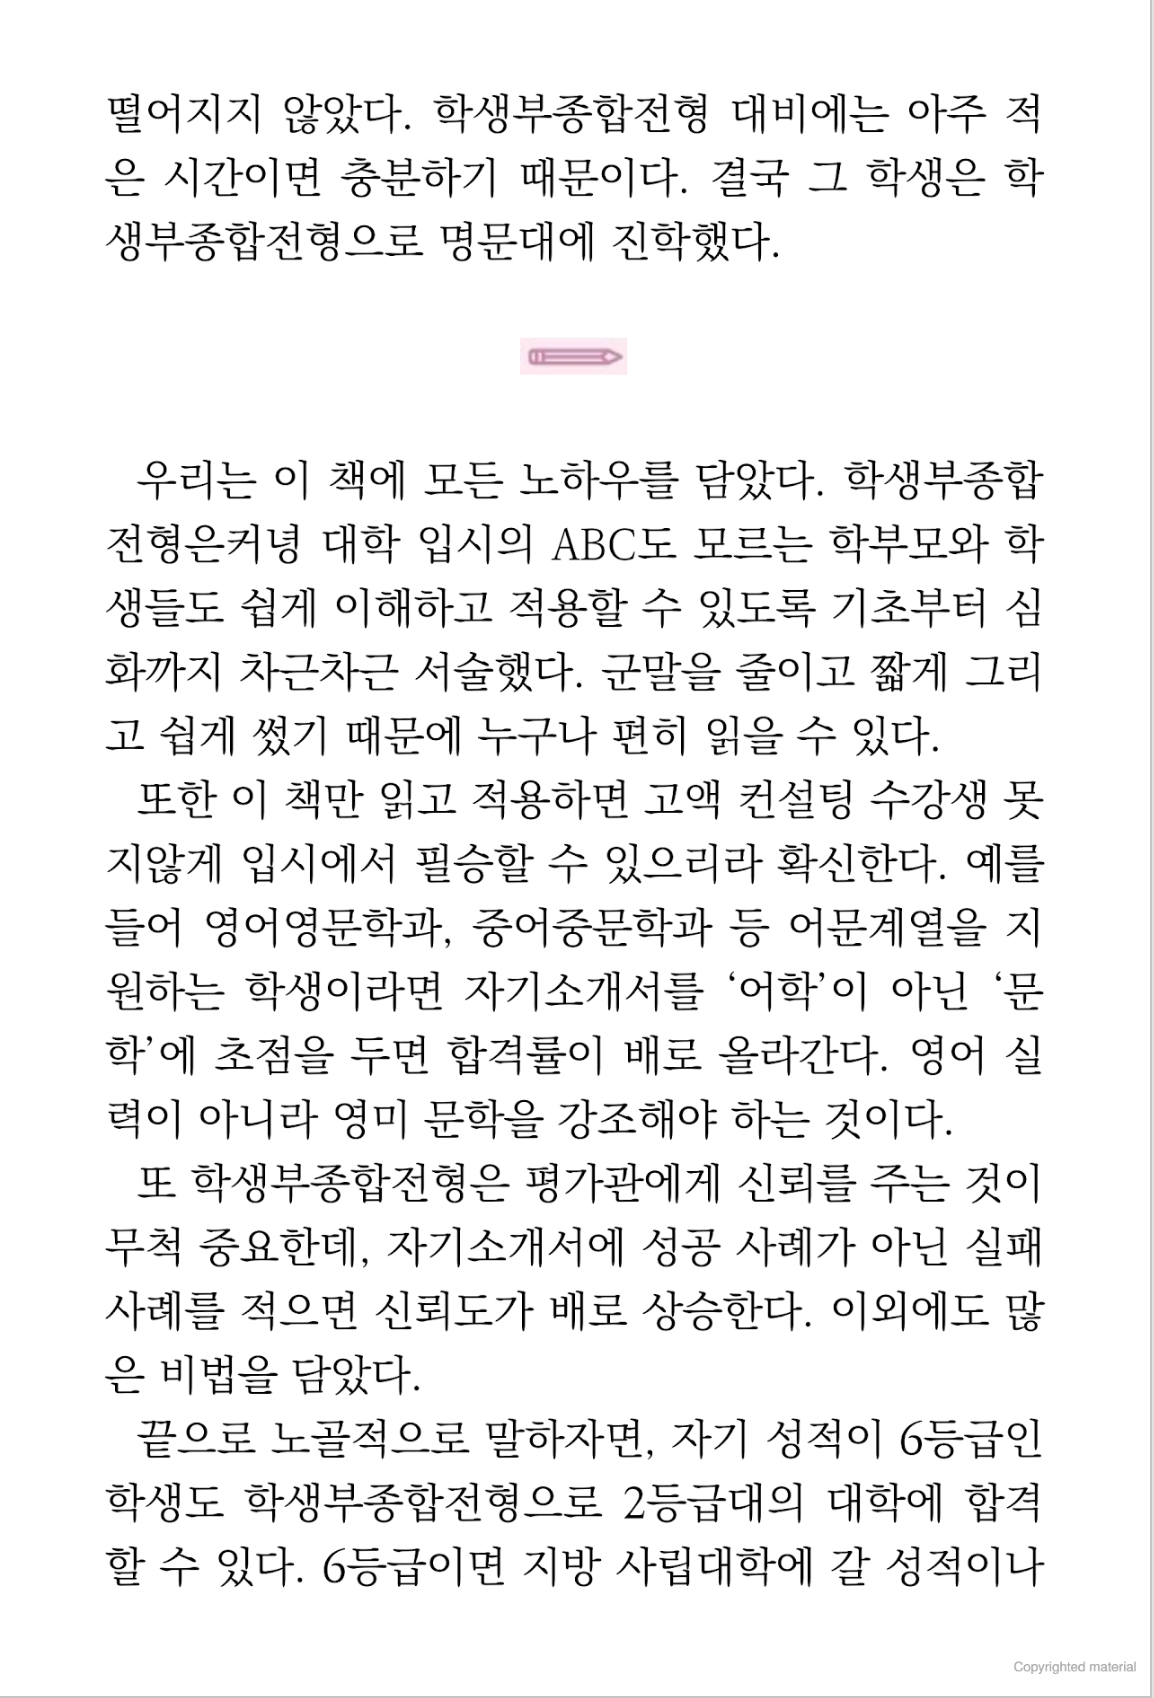 떨어지지 않았다. 학생부종합전형 대비에는 아주 적
은 시간이면 충분하기 때문이다. 결국 그 학생은 학
생부종합전형으로 명문대에 진학했다.
우리는 이 책에 모든 노하우를 담았다. 학생부종합
전형은커녕 대학 입시의 ABC도 모르는 학부모와 학
생들도 쉽게 이해하고 적용할 수 있도록 기초부터 심
화까지 차근차근 서술했다. 군말을 줄이고 짧게 그리
고 쉽게 썼기 때문에 누구나 편히 읽을 수 있다.
또한 이 책만 읽고 적용하면 고액 컨설팅 수강생 못
지않게 입시에서 필승할 수 있으리라 확신한다. 예를
들어 영어영문학과, 중어중문학과 등 어문계열을 지
원하는 학생이라면 자기소개서를 ‘어학’이 아닌 ‘문
학’에 초점을 두면 합격률이 배로 올라간다. 영어 실
력이 아니라 영미 문학을 강조해야 하는 것이다.
또 학생부종합전형은 평가관에게 신뢰를 주는 것이
무척 중요한데, 자기소개서에 성공 사례가 아닌 실패
사례를 적으면 신뢰도가 배로 상승한다. 이외에도 많
은 비법을 담았다.
끝으로 노골적으로 말하자면, 자기 성적이 6등급인
학생도 학생부종합전형으로 2등급대의 대학에 합격
할 수 있다. 6등급이면 지방 사립대학에 갈 성적이나
Copyrighted material